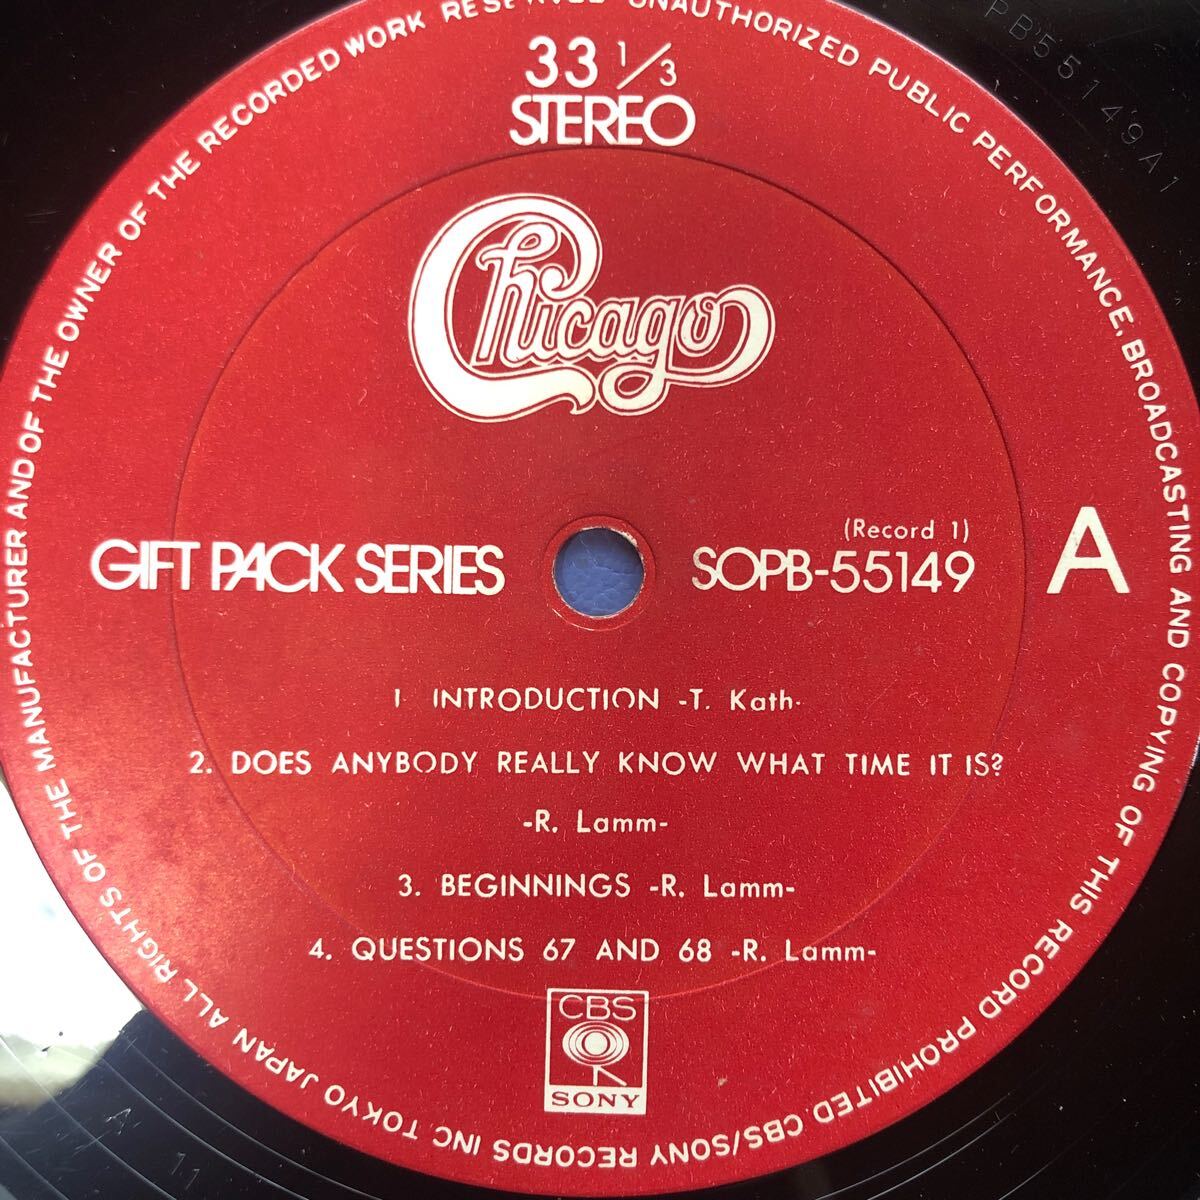 33 1/3
STEREO
Chicago
GIFT PACK SERIES
(Record 1)
SOPB-55149
A
1. INTRODUCTION -T. Kath-
2. DOES ANYBODY REALLY KNOW WHAT TIME IT IS?
-R. Lamm-
3. BEGINNINGS -R. Lamm-
4. QUESTIONS 67 AND 68 -R. Lamm-
CBS
SONY
ALL RIGHTS OF THE MANUFACTURER AND OF THE OWNER OF THE RECORDED WORK RESERVED UNAUTHORIZED PUBLIC PERFORMANCE, BROADCASTING AND COPYING OF THIS RECORD PROHIBITED. CBS/SONY RECORDS INC. TOKYO JAPAN
PB55149A1
A